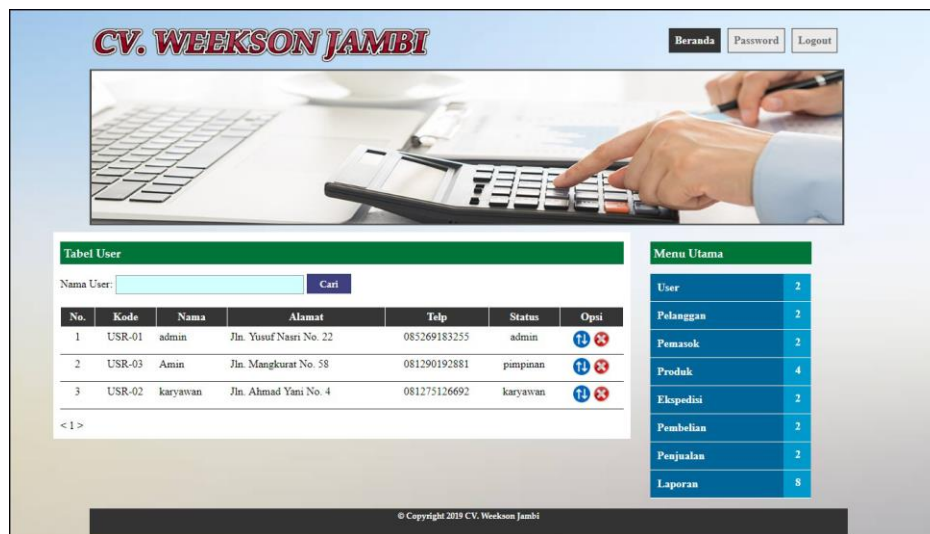 CV. WEEKSON JAMBI
Beranda Password Logout
Tabel User
Nama User: Cari
No. Kode Nama Alamat Telp Status Opsi
1 USR-01 admin Jln. Yusuf Nasri No. 22 085269183255 admin
2 USR-03 Amin Jln. Mangkurat No. 58 081290192881 pimpinan
3 USR-02 karyawan Jln. Ahmad Yani No. 4 081275126692 karyawan
< 1 >
Menu Utama
User 2
Pelanggan 2
Pemasok 2
Produk 4
Ekspedisi 2
Pembelian 2
Penjualan 2
Laporan 8
© Copyright 2019 CV. Weekson Jambi